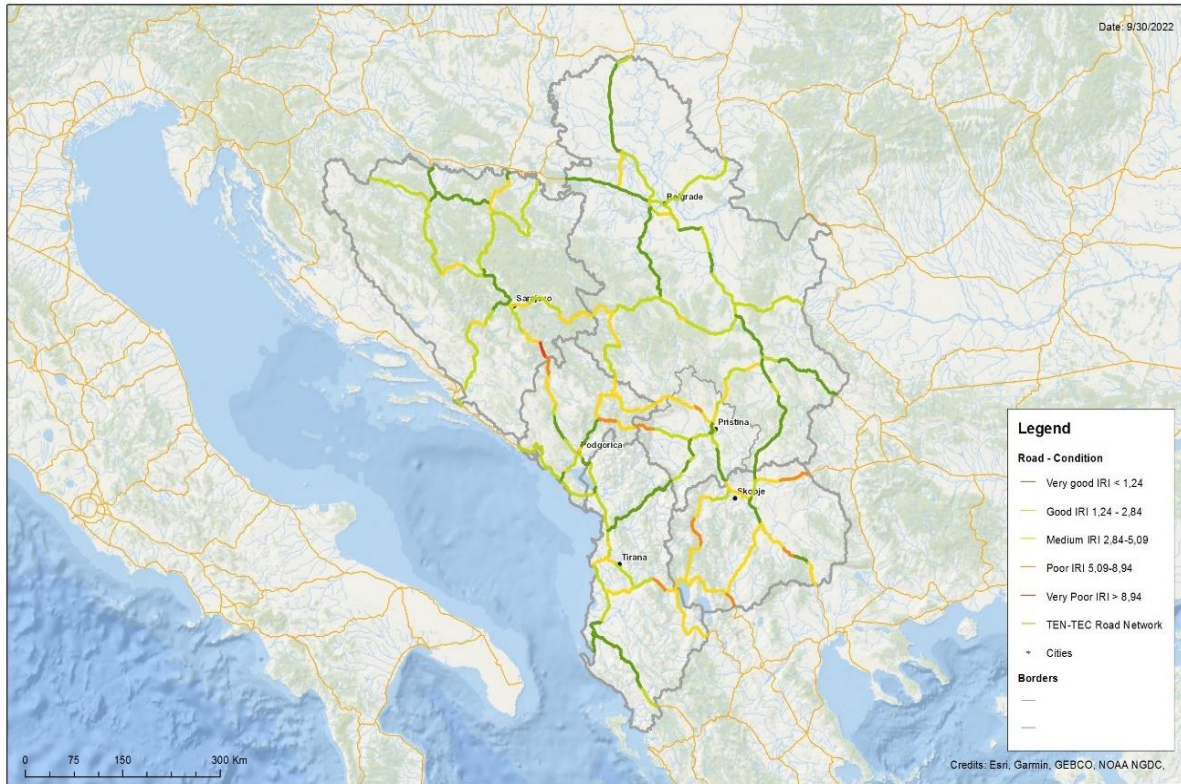 Date: 9/30/2022
Belgrade
Sarajevo
Pristina
Podgorica
Skopje
Tirana
Legend
Road - Condition
Very good IRI < 1,24
Good IRI 1,24 - 2,84
Medium IRI 2,84-5,09
Poor IRI 5,09-8,94
Very Poor IRI > 8,94
TEN-TEC Road Network
Cities
Borders
0 75 150 300 Km
Credits: Esri, Garmin, GEBCO, NOAA NGDC,